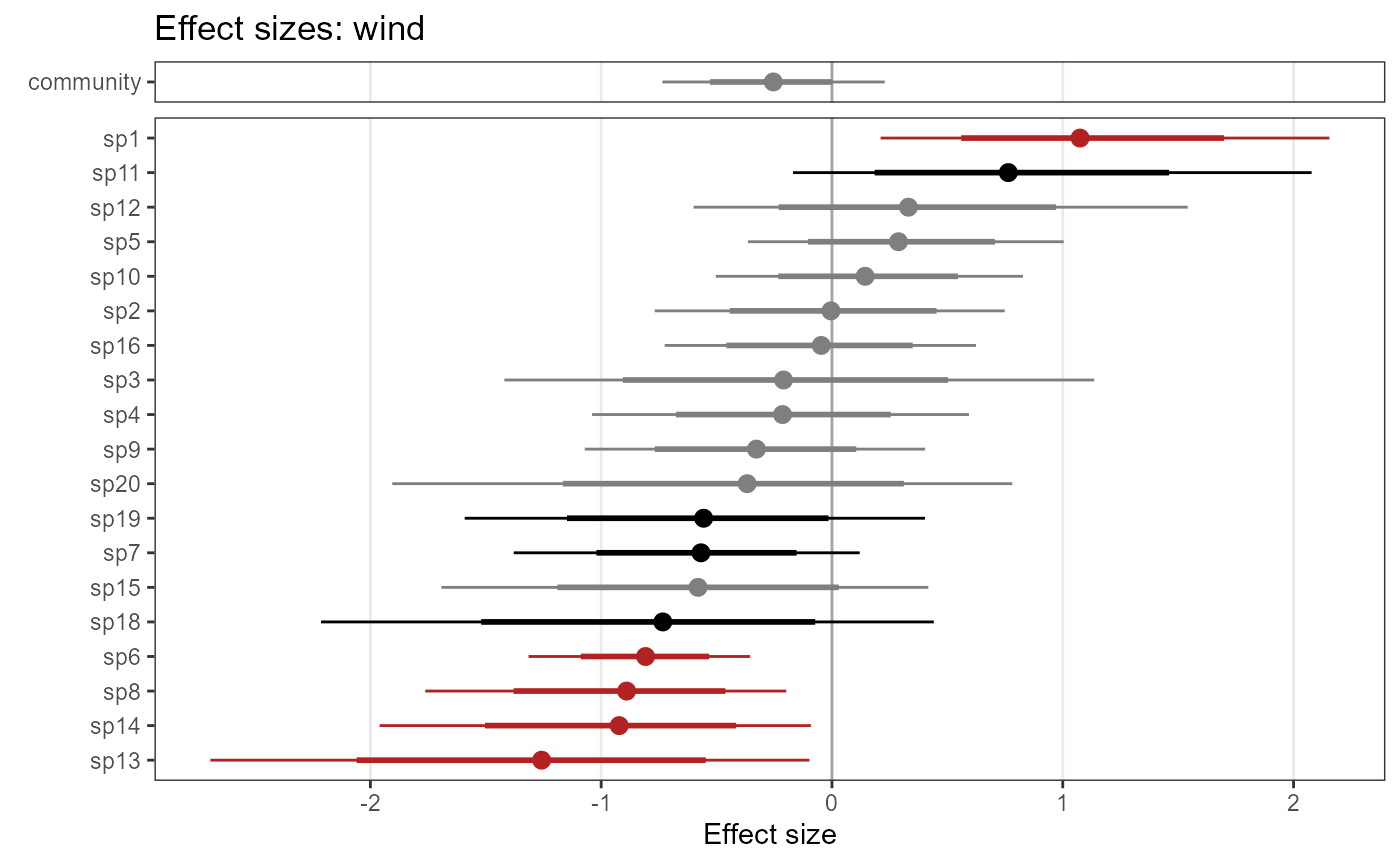 Effect sizes: wind
community
sp1
sp11
sp12
sp5
sp10
sp2
sp16
sp3
sp4
sp9
sp20
sp19
sp7
sp15
sp18
sp6
sp8
sp14
sp13
-2 -1 0 1 2
Effect size